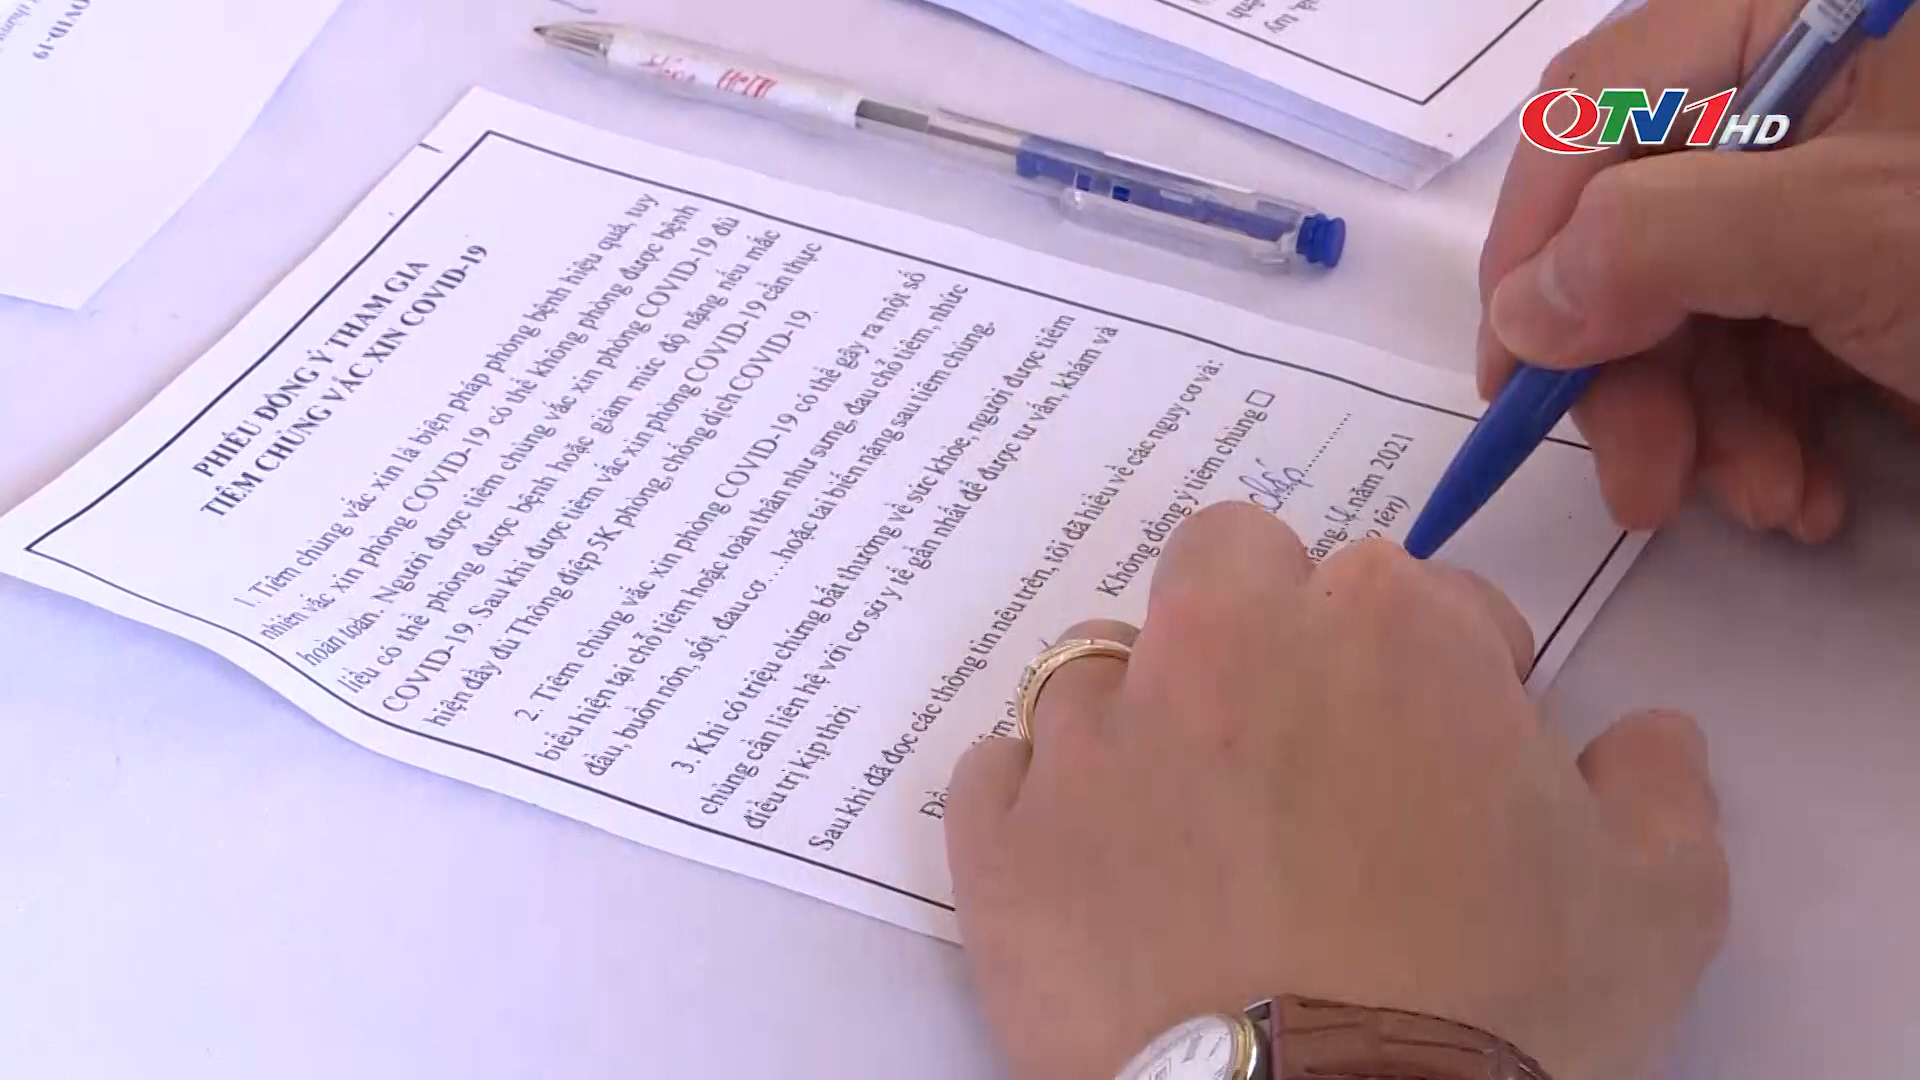 QTV1HD
COVID-19
PHIẾU ĐỒNG Ý THAM GIA
TIÊM CHỦNG VẮC XIN COVID-19
1. Tiêm chủng vắc xin là biện pháp phòng bệnh hiệu quả, tuy
nhiên vắc xin phòng COVID-19 có thể không phòng được bệnh
hoàn toàn. Người được tiêm chủng vắc xin phòng COVID-19 đủ
liều có thể phòng được bệnh hoặc giảm mức độ nặng nếu mắc
COVID-19. Sau khi được tiêm vắc xin phòng COVID-19 cần thực
hiện đầy đủ Thông điệp 5K phòng, chống dịch COVID-19.
2. Tiêm chủng vắc xin phòng COVID-19 có thể gây ra một số
biểu hiện tại chỗ tiêm hoặc toàn thân như sưng, đau chỗ tiêm, nhức
đầu, buồn nôn, sốt, đau cơ ....hoặc tai biến nặng sau tiêm chủng.
3. Khi có triệu chứng bất thường về sức khỏe, người được tiêm
chủng cần liên hệ với cơ sở y tế gần nhất để được tư vấn, khám và
điều trị kịp thời.
Sau khi đã đọc các thông tin nêu trên, tôi đã hiểu về các nguy cơ và:
Không đồng ý tiêm chủng □
năm 2021
tên)